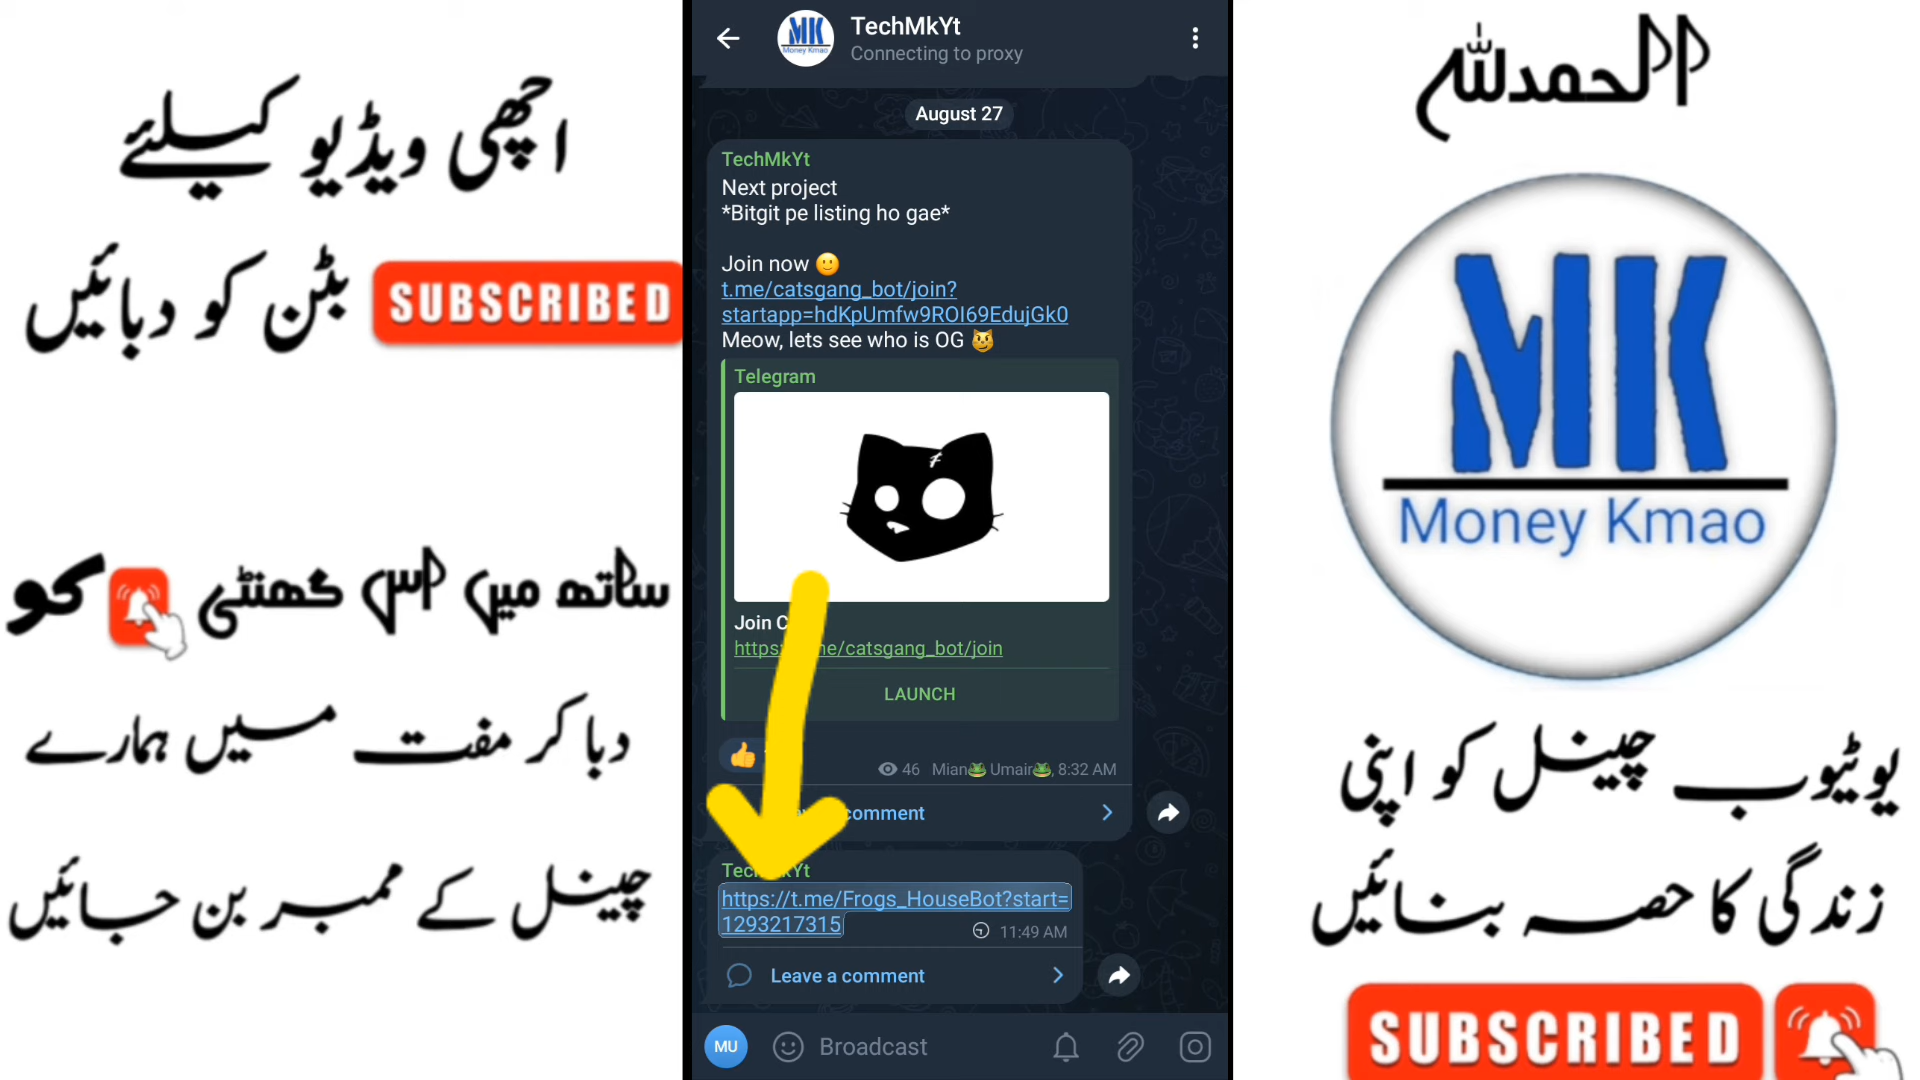 اچھی ویڈیو کیلئے
بٹن کو دبائیں SUBSCRIBED
ساتھ میں اس گھنٹی کو
دبا کر مفت میں ہمارے
چینل کے ممبر بن جائیں
TechMkYt
Connecting to proxy
August 27
TechMkYt
Next project
*Bitgit pe listing ho gae*
Join now 🙂
t.me/catsgang_bot/join?
startapp=hdKpUmfw9ROI69EdujGk0
Meow, lets see who is OG 😼
Telegram
Join
/catsgang_bot/join
LAUNCH
46 Mian🐸 Umair🐸, 8:32 AM
comment
https://t.me/Frogs_HouseBot?start=
1293217315
11:49 AM
Leave a comment
MU
Broadcast
الحمدللہ
MK
Money Kmao
یوٹیوب چینل کو اپنی
زندگی کا حصہ بنائیں
SUBSCRIBED